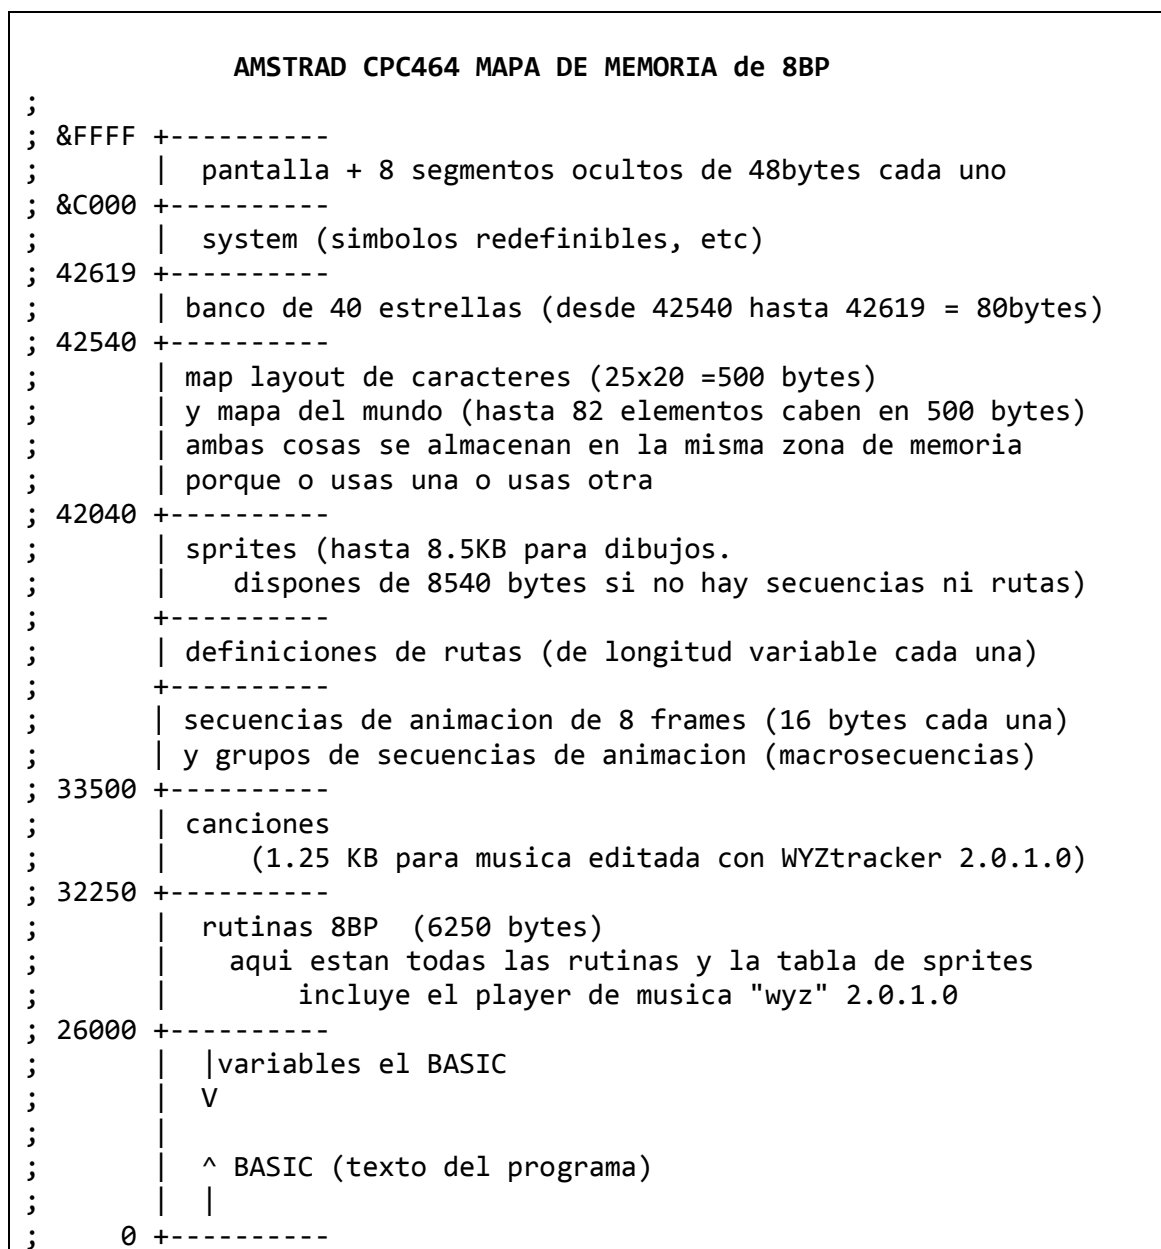 AMSTRAD CPC464 MAPA DE MEMORIA de 8BP
;
; &FFFF +----------
;       |  pantalla + 8 segmentos ocultos de 48bytes cada uno
; &C000 +----------
;       |  system (simbolos redefinibles, etc)
; 42619 +----------
;       | banco de 40 estrellas (desde 42540 hasta 42619 = 80bytes)
; 42540 +----------
;       | map layout de caracteres (25x20 =500 bytes)
;       | y mapa del mundo (hasta 82 elementos caben en 500 bytes)
;       | ambas cosas se almacenan en la misma zona de memoria
;       | porque o usas una o usas otra
; 42040 +----------
;       | sprites (hasta 8.5KB para dibujos.
;       |    dispones de 8540 bytes si no hay secuencias ni rutas)
;       +----------
;       | definiciones de rutas (de longitud variable cada una)
;       +----------
;       | secuencias de animacion de 8 frames (16 bytes cada una)
;       | y grupos de secuencias de animacion (macrosecuencias)
; 33500 +----------
;       | canciones
;       |     (1.25 KB para musica editada con WYZtracker 2.0.1.0)
; 32250 +----------
;       |  rutinas 8BP  (6250 bytes)
;       |    aqui estan todas las rutinas y la tabla de sprites
;       |        incluye el player de musica "wyz" 2.0.1.0
; 26000 +----------
;       |  |variables el BASIC
;       |  V
;       |
;       |  ^ BASIC (texto del programa)
;       |  |
;     0 +----------